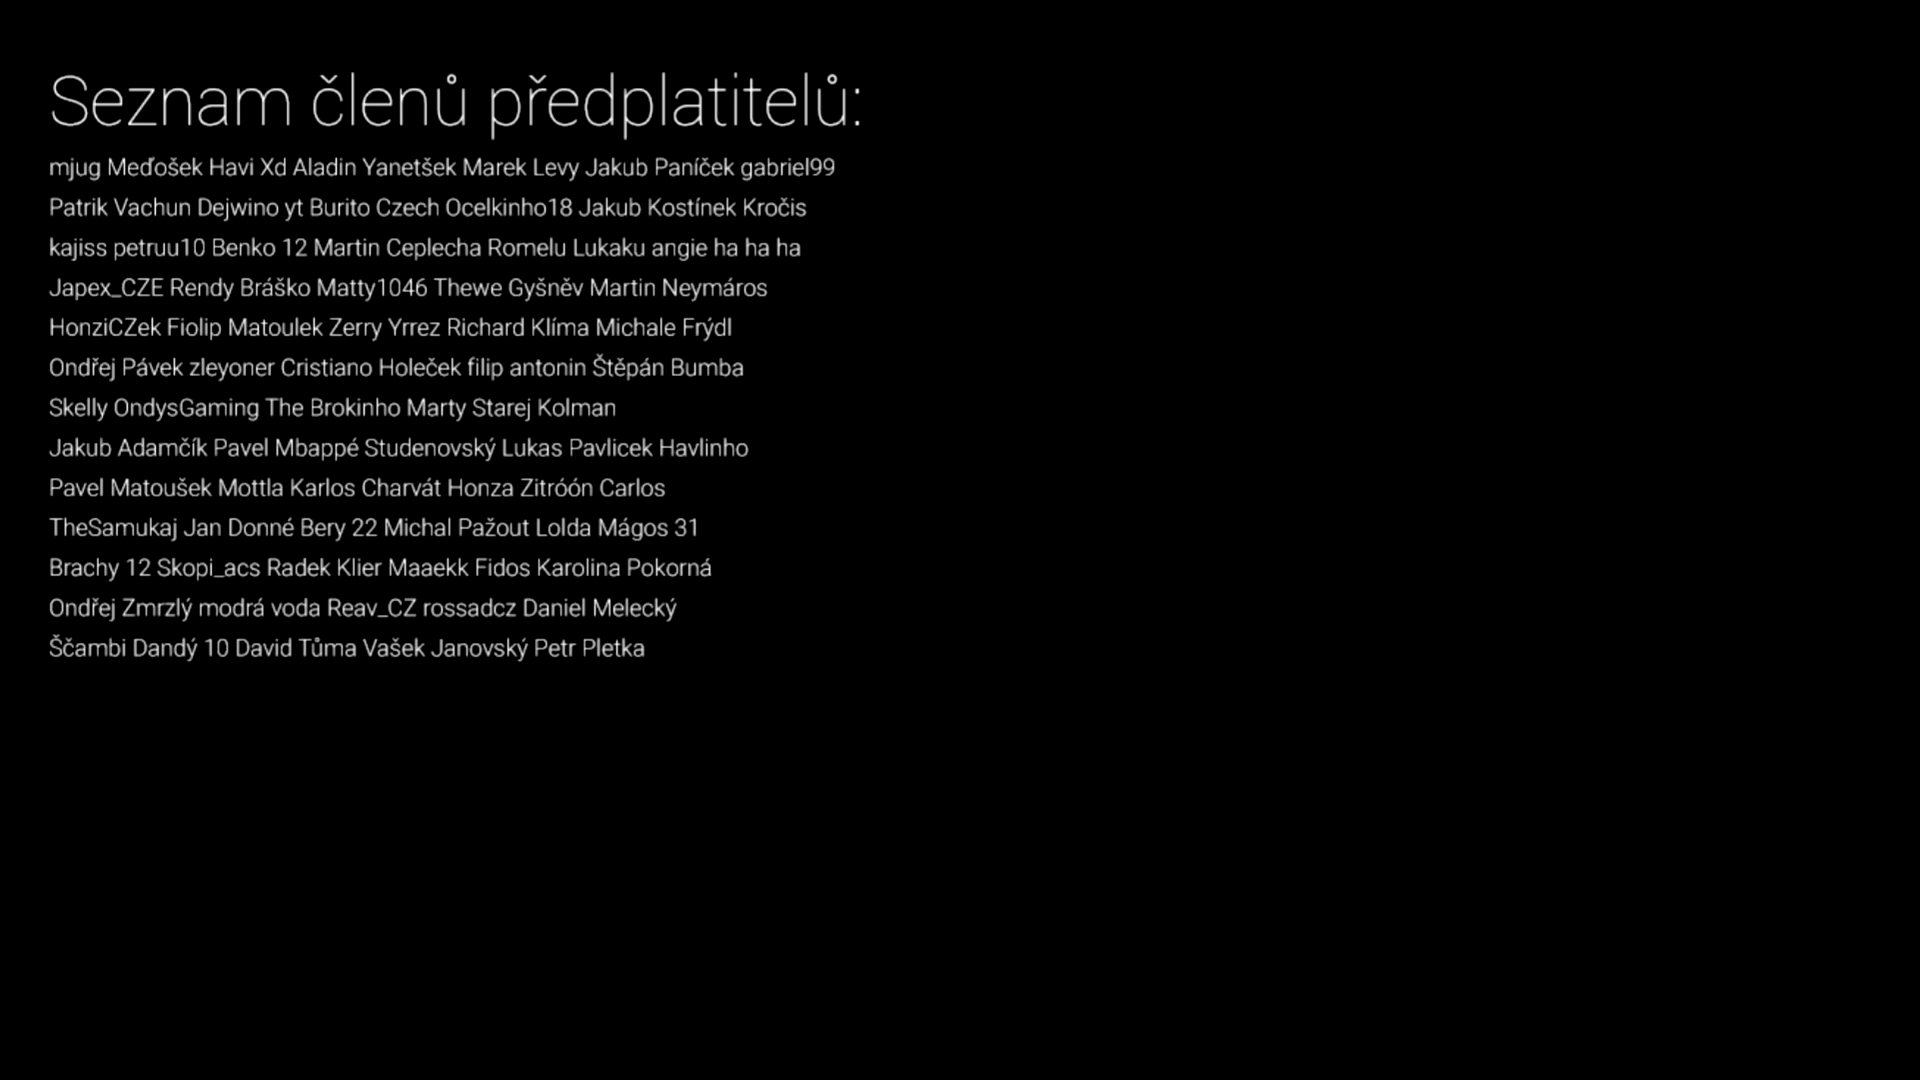 Seznam členů předplatitelů:
mjug Meďošek Havi Xd Aladin Yanetšek Marek Levy Jakub Paníček gabriel99
Patrik Vachun Dejwino yt Burito Czech Ocelkinho18 Jakub Kostínek Kročis
kajiss petruu10 Benko 12 Martin Ceplecha Romelu Lukaku angie ha ha ha
Japex_CZE Rendy Bráško Matty1046 Thewe Gyšněv Martin Neymáros
HonziCZek Fiolip Matoulek Zerry Yrrez Richard Klíma Michale Frýdl
Ondřej Pávek zleyoner Cristiano Holeček filip antonin Štěpán Bumba
Skelly OndysGaming The Brokinho Marty Starej Kolman
Jakub Adamčík Pavel Mbappé Studenovský Lukas Pavlicek Havlinho
Pavel Matoušek Mottla Karlos Charvát Honza Zitróón Carlos
TheSamukaj Jan Donné Bery 22 Michal Pažout Lolda Mágos 31
Brachy 12 Skopi_acs Radek Klier Maaekk Fidos Karolina Pokorná
Ondřej Zmrzlý modrá voda Reav_CZ rossadcz Daniel Melecký
Ščambi Dandý 10 David Tůma Vašek Janovský Petr Pletka